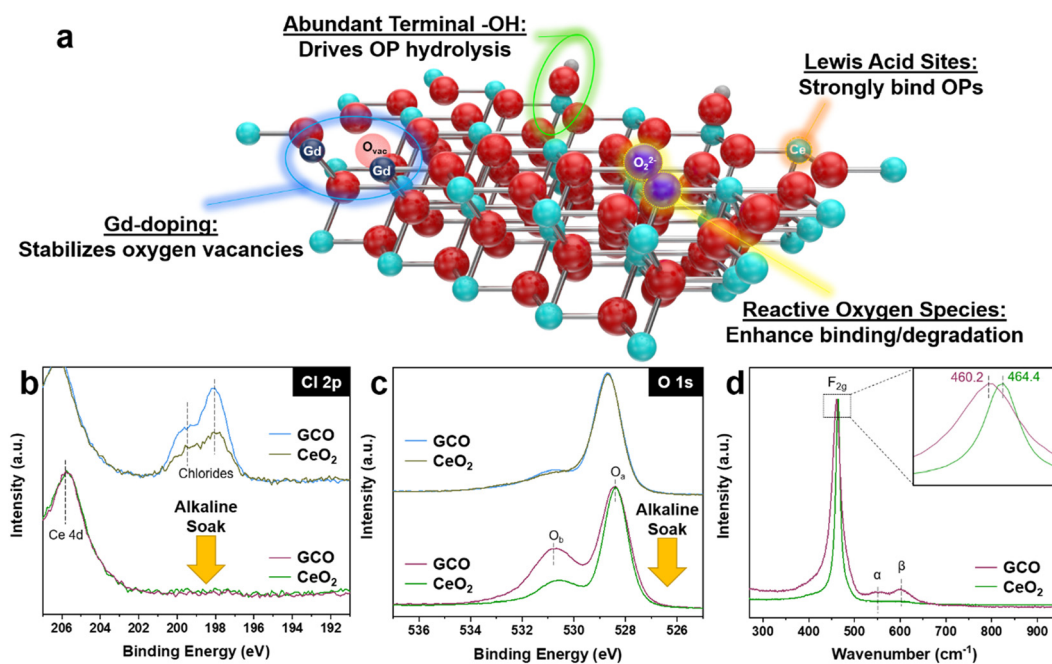 a
Abundant Terminal -OH:
Drives OP hydrolysis
Lewis Acid Sites:
Strongly bind OPs
Gd
Ovac
Gd
O₂²⁻
Ce
Gd-doping:
Stabilizes oxygen vacancies
Reactive Oxygen Species:
Enhance binding/degradation
b
Cl 2p
GCO
CeO₂
Chlorides
Ce 4d
Alkaline
Soak
GCO
CeO₂
Intensity (a.u.)
206 204 202 200 198 196 194 192
Binding Energy (eV)
c
O 1s
GCO
CeO₂
Oa
Ob
Alkaline
Soak
GCO
CeO₂
Intensity (a.u.)
536 534 532 530 528 526
Binding Energy (eV)
d
F2g
460.2 464.4
α
β
GCO
CeO₂
Intensity (a.u.)
300 400 500 600 700 800 900
Wavenumber (cm⁻¹)